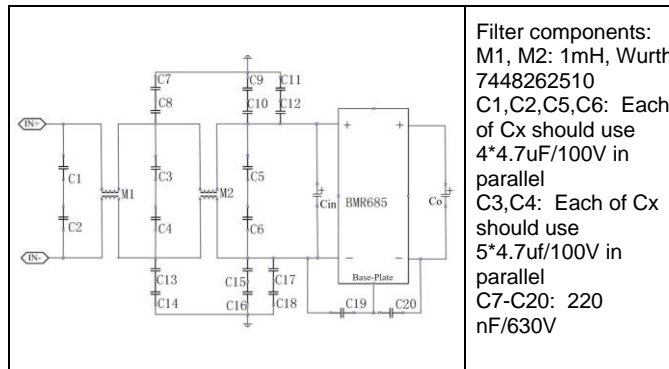 C7
C9
C11
C8
C10
C12
IN+
C1
C3
C5
M1
M2
Cin
+
+
+
BMR685
Co
+
C2
C4
C6
IN-
−
−
Base-Plate
C13
C15
C17
C14
C16
C18
C19
C20
Filter components:
M1, M2: 1mH, Wurth
7448262510
C1,C2,C5,C6: Each
of Cx should use
4*4.7uF/100V in
parallel
C3,C4: Each of Cx
should use
5*4.7uf/100V in
parallel
C7-C20: 220
nF/630V